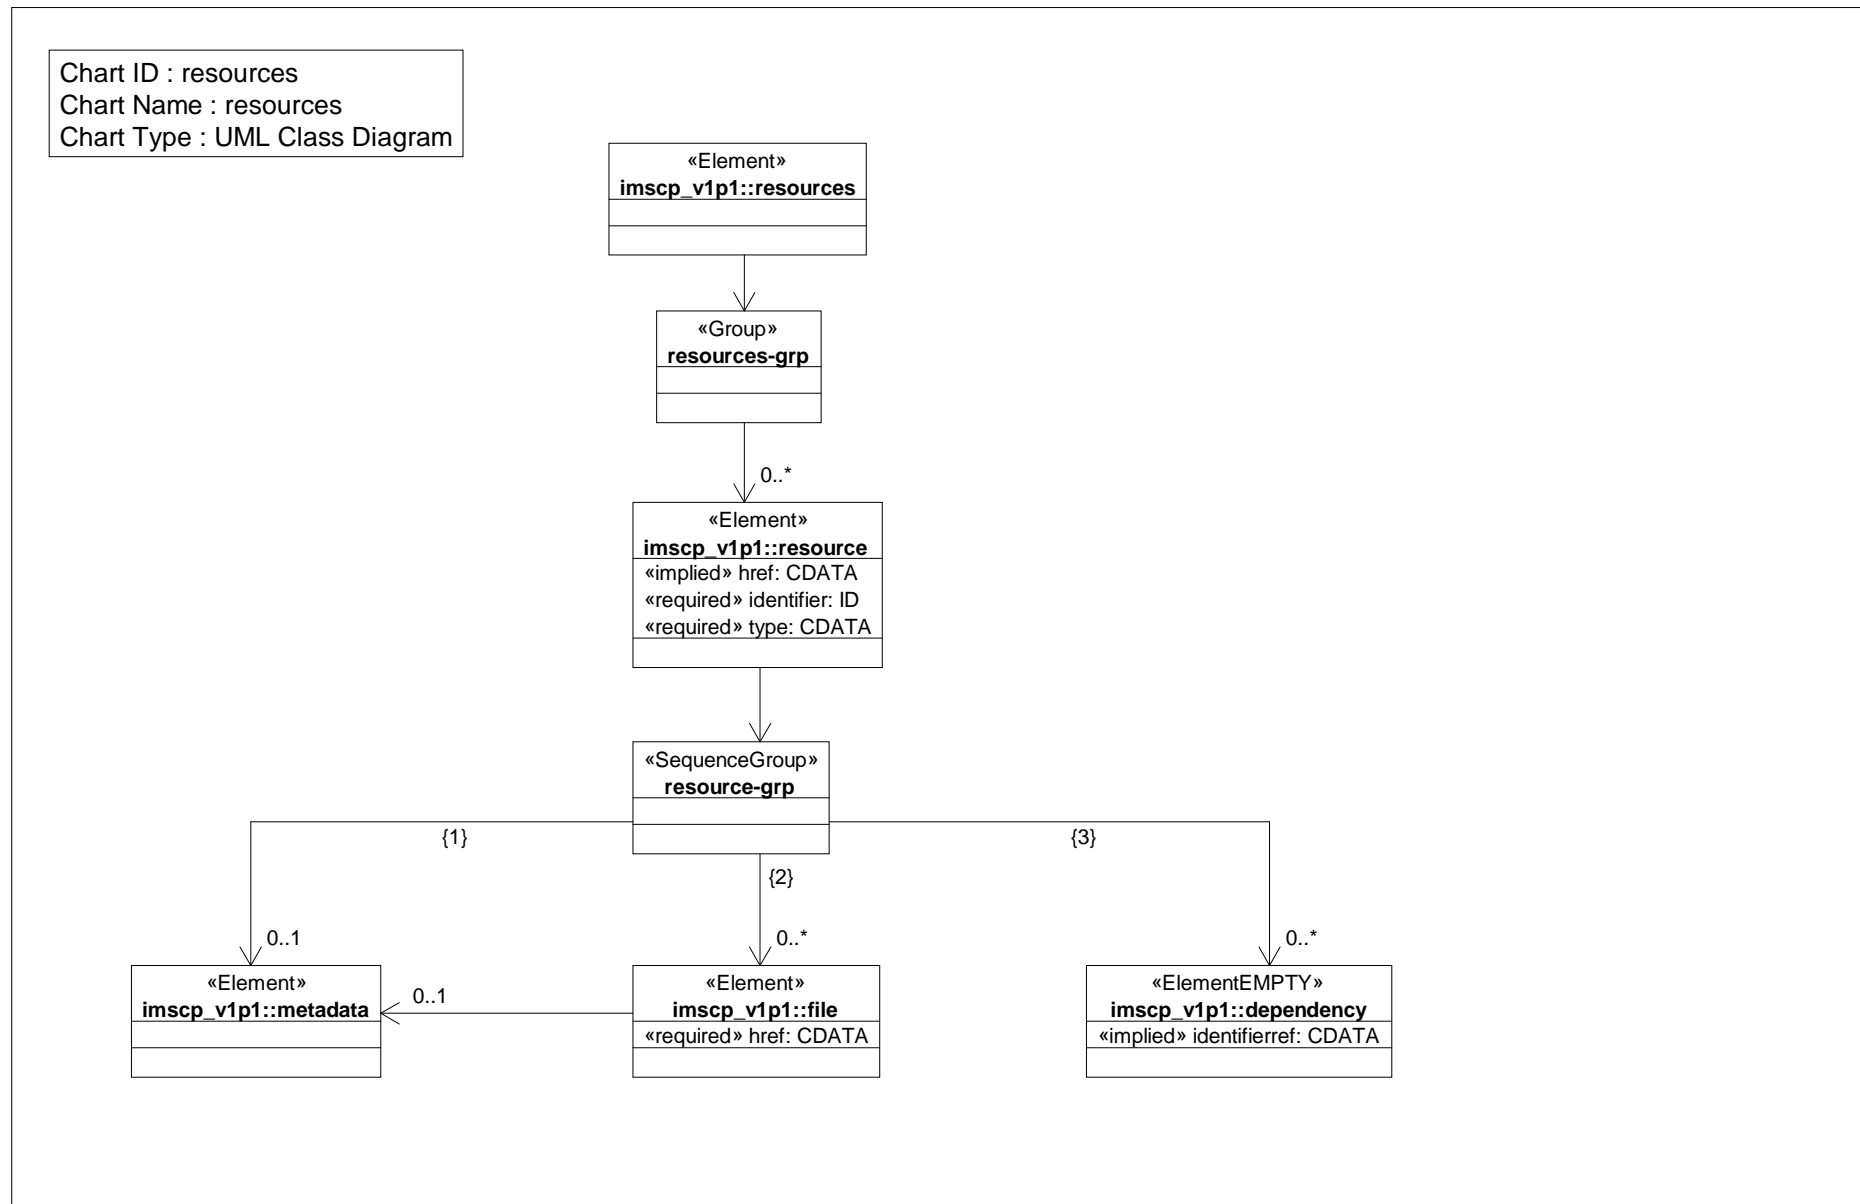 Chart ID : resources
Chart Name : resources
Chart Type : UML Class Diagram
«Element»
imscp_v1p1::resources
«Group»
resources-grp
0..*
«Element»
imscp_v1p1::resource
«implied» href: CDATA
«required» identifier: ID
«required» type: CDATA
«SequenceGroup»
resource-grp
{1}
{2}
{3}
0..1
0..*
0..*
«Element»
imscp_v1p1::metadata
0..1
«Element»
imscp_v1p1::file
«required» href: CDATA
«ElementEMPTY»
imscp_v1p1::dependency
«implied» identifierref: CDATA